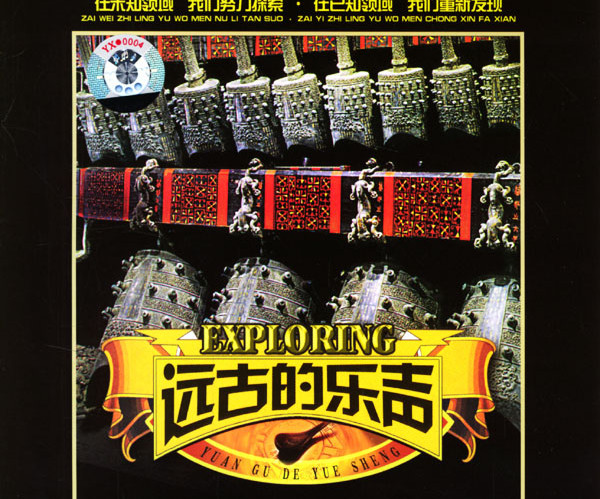 在未知领域 我们努力探索·在已知领域 我们重新发现
ZAI WEI ZHI LING YU WO MEN NU LI TAN SUO · ZAI YI ZHI LING YU WO MEN CHONG XIN FA XIAN
YX●0004
EXPLORING
远古的乐声
YUAN GU DE YUE SHENG